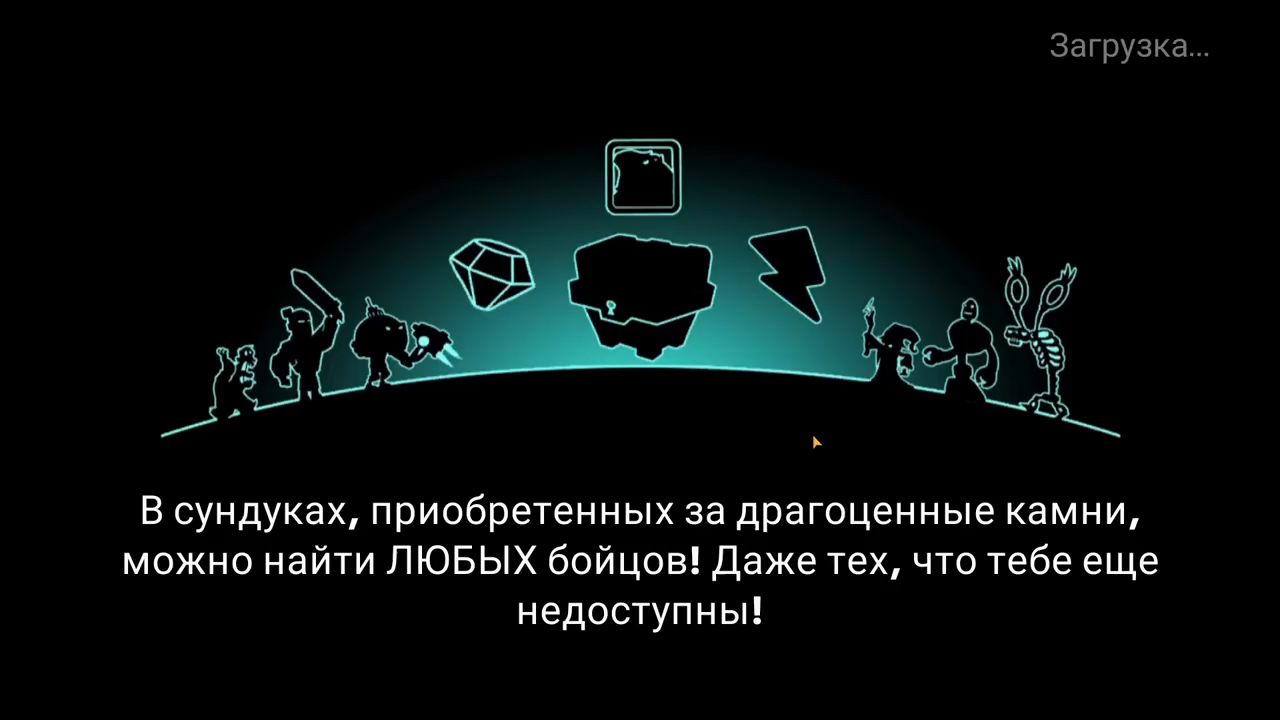 Загрузка...
В сундуках, приобретенных за драгоценные камни,
можно найти ЛЮБЫХ бойцов! Даже тех, что тебе еще
недоступны!